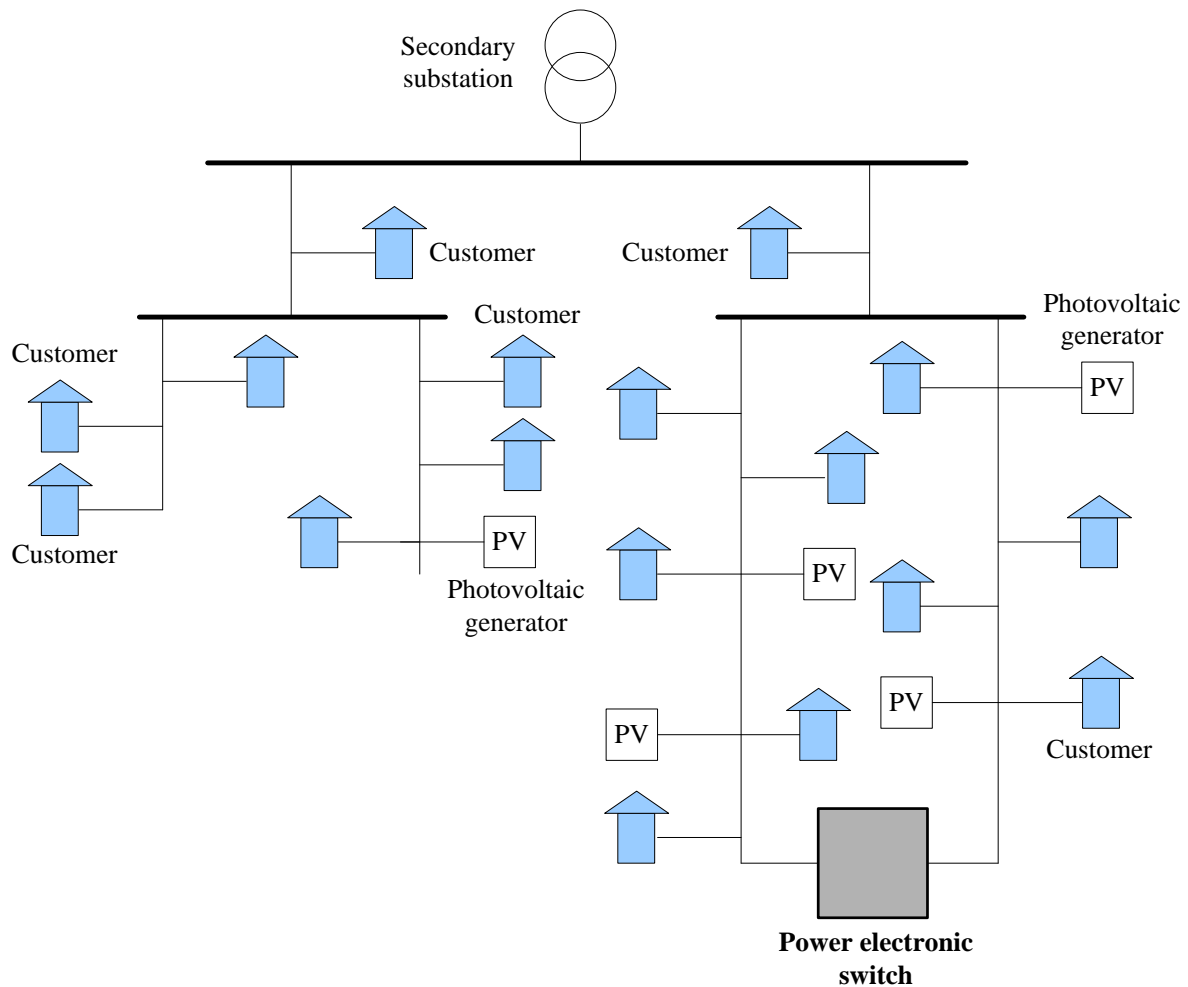 Secondary
substation
Customer
Customer
Customer
Photovoltaic
generator
Customer
PV
PV
Photovoltaic
generator
Customer
PV
PV
PV
Customer
Power electronic
switch